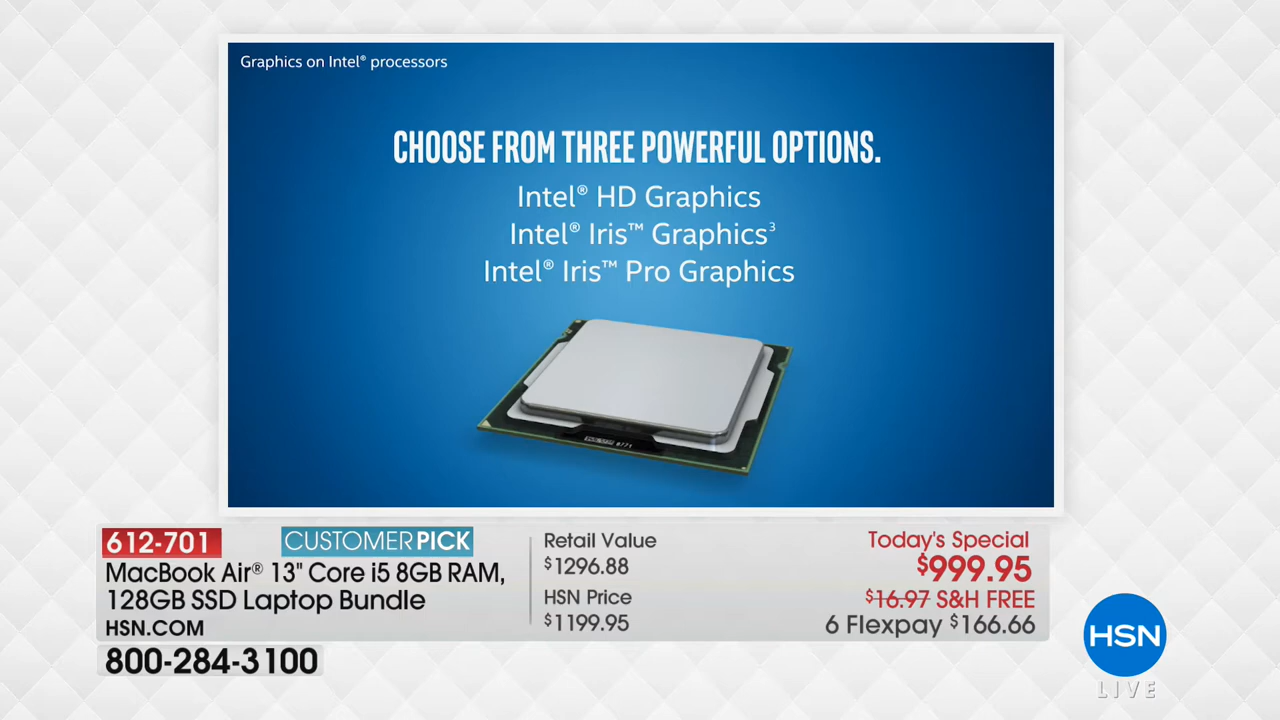 Graphics on Intel® processors
CHOOSE FROM THREE POWERFUL OPTIONS.
Intel® HD Graphics
Intel® Iris™ Graphics³
Intel® Iris™ Pro Graphics
612-701
CUSTOMERPICK
MacBook Air® 13" Core i5 8GB RAM,
128GB SSD Laptop Bundle
HSN.COM
800-284-3100
Retail Value
$1296.88
HSN Price
$1199.95
Today's Special
$999.95
$16.97 S&H FREE
6 Flexpay $166.66
HSN
LIVE